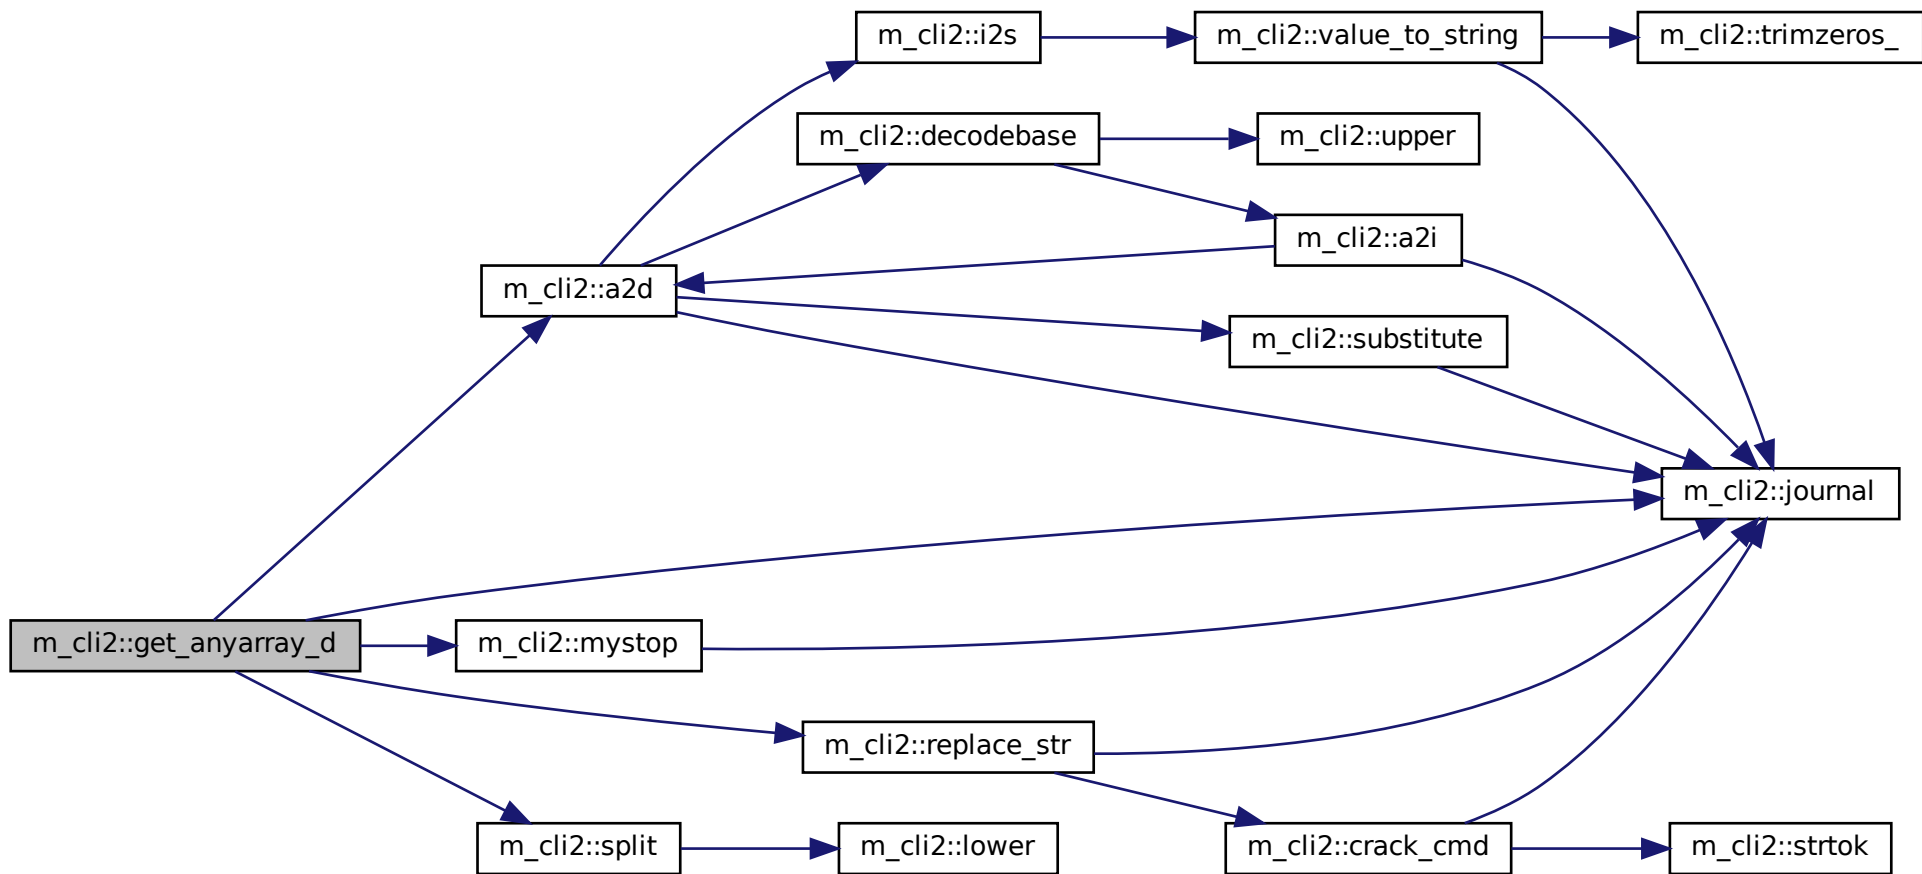 m_cli2::i2s
m_cli2::value_to_string
m_cli2::trimzeros_
m_cli2::decodebase
m_cli2::upper
m_cli2::a2i
m_cli2::a2d
m_cli2::substitute
m_cli2::journal
m_cli2::get_anyarray_d
m_cli2::mystop
m_cli2::replace_str
m_cli2::split
m_cli2::lower
m_cli2::crack_cmd
m_cli2::strtok